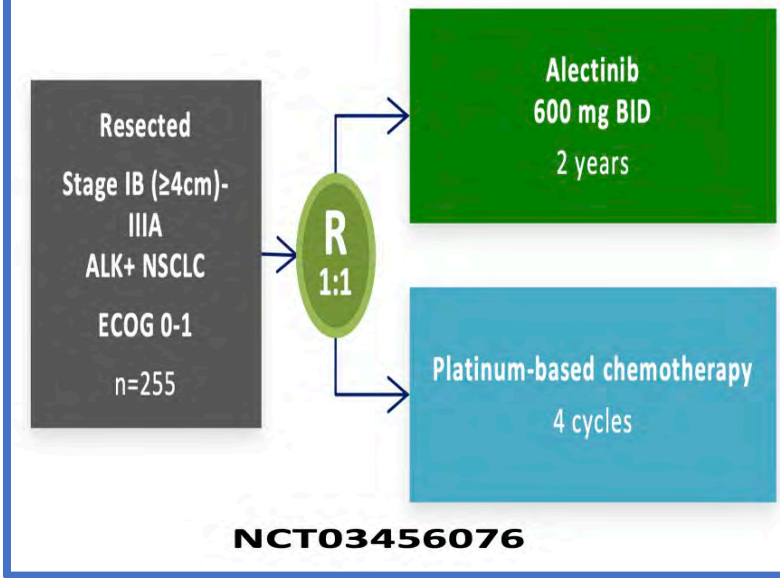 Resected
Stage IB (≥4cm)-
IIIA
ALK+ NSCLC
ECOG 0-1
n=255
R
1:1
Alectinib
600 mg BID
2 years
Platinum-based chemotherapy
4 cycles
NCT03456076